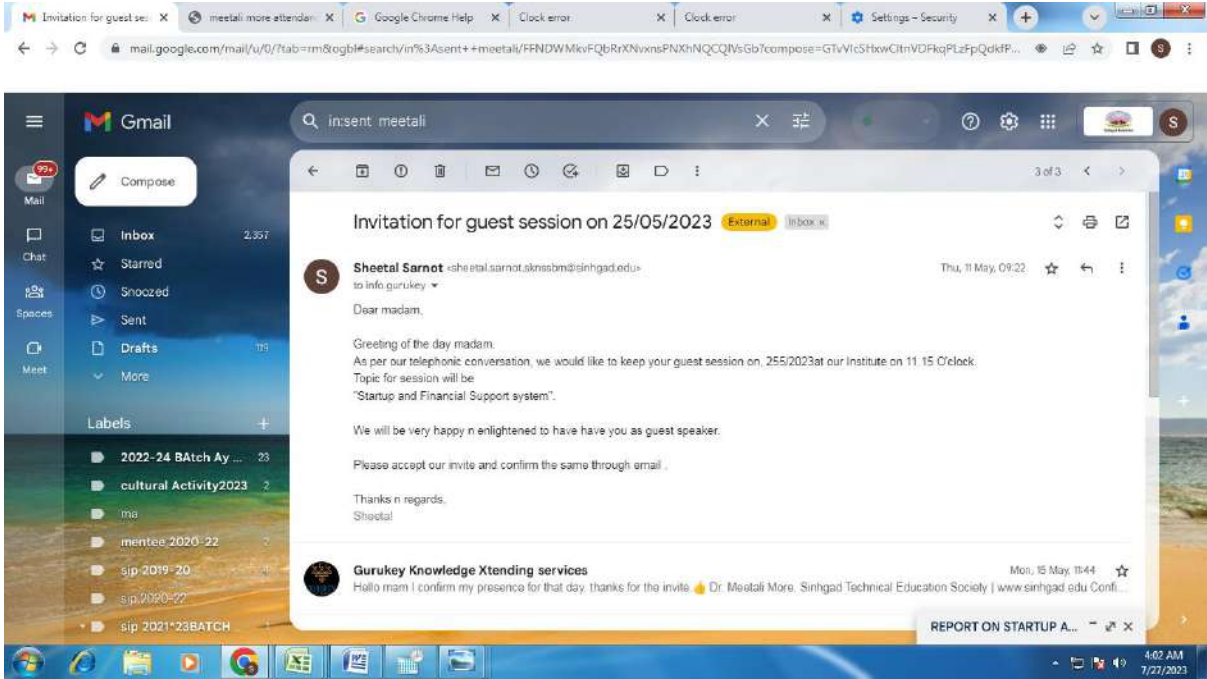 Invitation for guest se:
meetali more attendan
Google Chrome Help
Clock error
Clock error
Settings - Security
mail.google.com/mail/u/0/?tab=rm&ogbl#search/in%3Asent++meetali/
Gmail
in:sent meetali
99+
Mail
Compose
3 of 3
Chat
Inbox 2,357
Starred
Spaces
Snoozed
Sent
Meet
Drafts 119
More
Labels
2022-24 BAtch Ay ... 23
cultural Activity2023 2
ma
mentee 2020-22 2
sip-2019-20 4
sip.2020-22
sip 2021*23BATCH 1
Invitation for guest session on 25/05/2023 External Inbox x
Sheetal Sarnot <sheetal.sarnot.sknssbm@sinhgad.edu> Thu, 11 May, 09:22
to info.gurukey
Dear madam,
Greeting of the day madam.
As per our telephonic conversation, we would like to keep your guest session on, 255/2023at our Institute on 11.15 O'clock.
Topic for session will be
"Startup and Financial Support system".
We will be very happy n enlightened to have have you as guest speaker.
Please accept our invite and confirm the same through email .
Thanks n regards,
Sheetal
Gurukey Knowledge Xtending services Mon, 15 May, 11:44
Hello mam I confirm my presence for that day. thanks for the invite 👍 Dr. Meetali More. Sinhgad Technical Education Society | www.sinhgad.edu Confi...
REPORT ON STARTUP A...
4:02 AM
7/27/2023